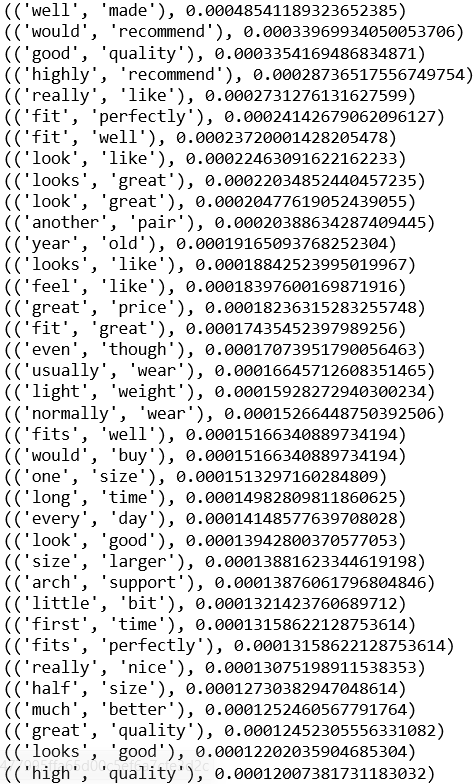 (('well', 'made'), 0.00048541189323652385)
(('would', 'recommend'), 0.00033969934050053706)
(('good', 'quality'), 0.0003354169486834871)
(('highly', 'recommend'), 0.00028736517556749754)
(('really', 'like'), 0.0002731276131627599)
(('fit', 'perfectly'), 0.00024142679062096127)
(('fit', 'well'), 0.00023720001428205478)
(('look', 'like'), 0.00022463091622162233)
(('looks', 'great'), 0.00022034852440457235)
(('look', 'great'), 0.00020477619052439055)
(('another', 'pair'), 0.00020388634287409445)
(('year', 'old'), 0.00019165093768252304)
(('looks', 'like'), 0.00018842523995019967)
(('feel', 'like'), 0.00018397600169871916)
(('great', 'price'), 0.00018236315283255748)
(('fit', 'great'), 0.00017435452397989256)
(('even', 'though'), 0.00017073951790056463)
(('usually', 'wear'), 0.00016645712608351465)
(('light', 'weight'), 0.00015928272940300234)
(('normally', 'wear'), 0.00015266448750392506)
(('fits', 'well'), 0.00015166340889734194)
(('would', 'buy'), 0.00015166340889734194)
(('one', 'size'), 0.0001513297160284809)
(('long', 'time'), 0.00014982809811860625)
(('every', 'day'), 0.00014148577639708028)
(('look', 'good'), 0.00013942800370577053)
(('size', 'larger'), 0.00013881623344619198)
(('arch', 'support'), 0.00013876061796804846)
(('little', 'bit'), 0.0001321423760689712)
(('first', 'time'), 0.00013158622128753614)
(('fits', 'perfectly'), 0.00013158622128753614)
(('really', 'nice'), 0.00013075198911538353)
(('half', 'size'), 0.00012730382947048614)
(('much', 'better'), 0.0001252460567791764)
(('great', 'quality'), 0.00012452305556331082)
(('looks', 'good'), 0.00012202035904685304)
(('high', 'quality'), 0.00012007381731183032)